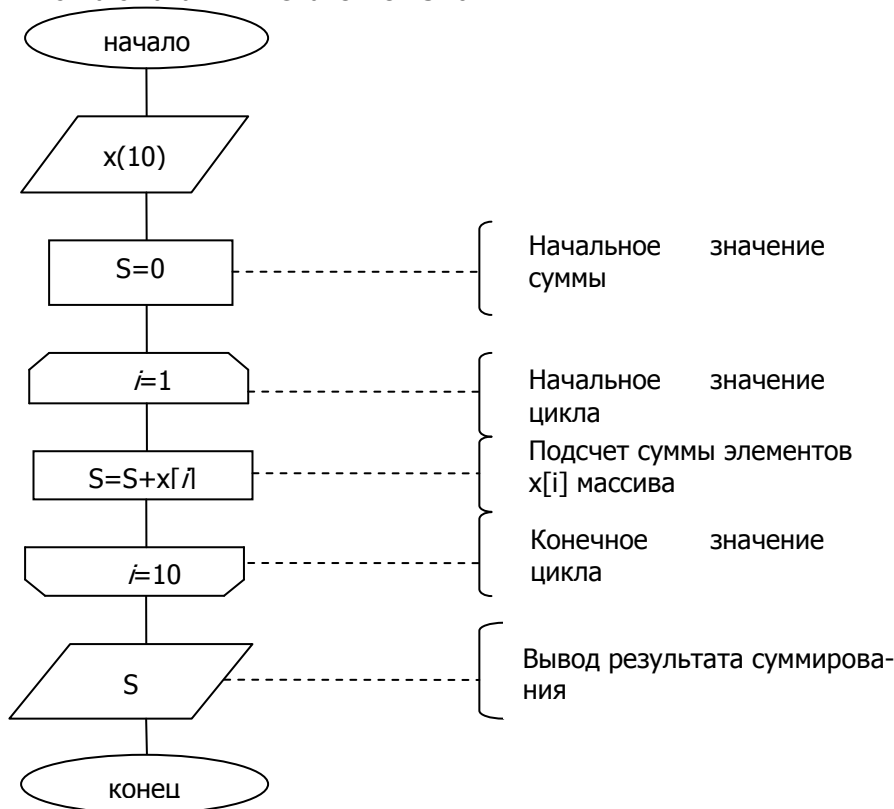 начало
x(10)
S=0
Начальное значение
суммы
i=1
Начальное значение
цикла
S=S+x[i]
Подсчет суммы элементов
x[i] массива
i=10
Конечное значение
цикла
S
Вывод результата суммирова-
ния
конец